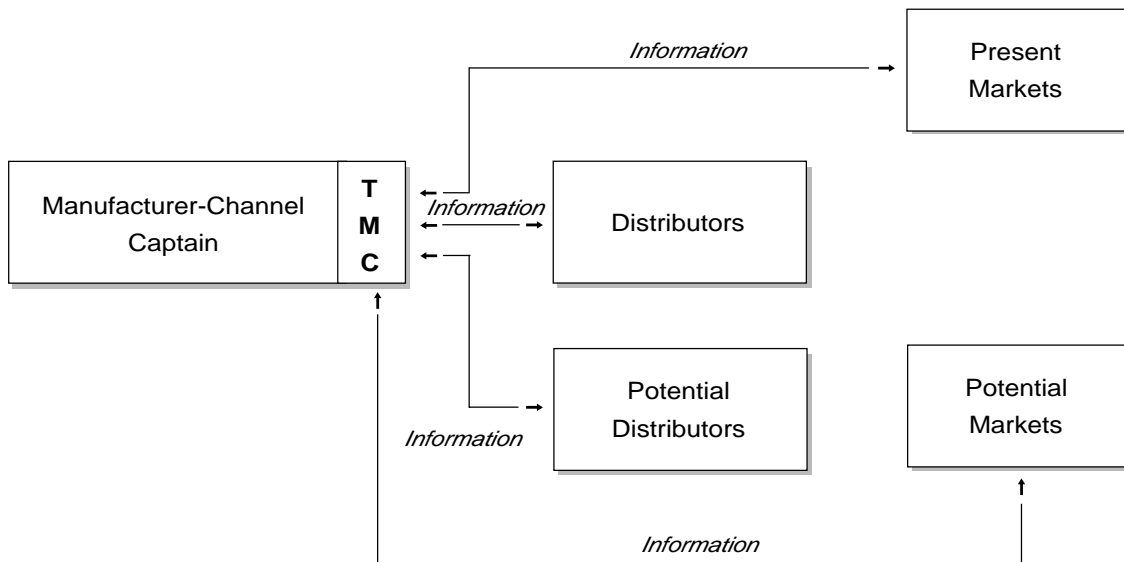 Information
Present
Markets
Manufacturer-Channel
Captain
T
M
C
Information
Distributors
Potential
Distributors
Potential
Markets
Information
Information